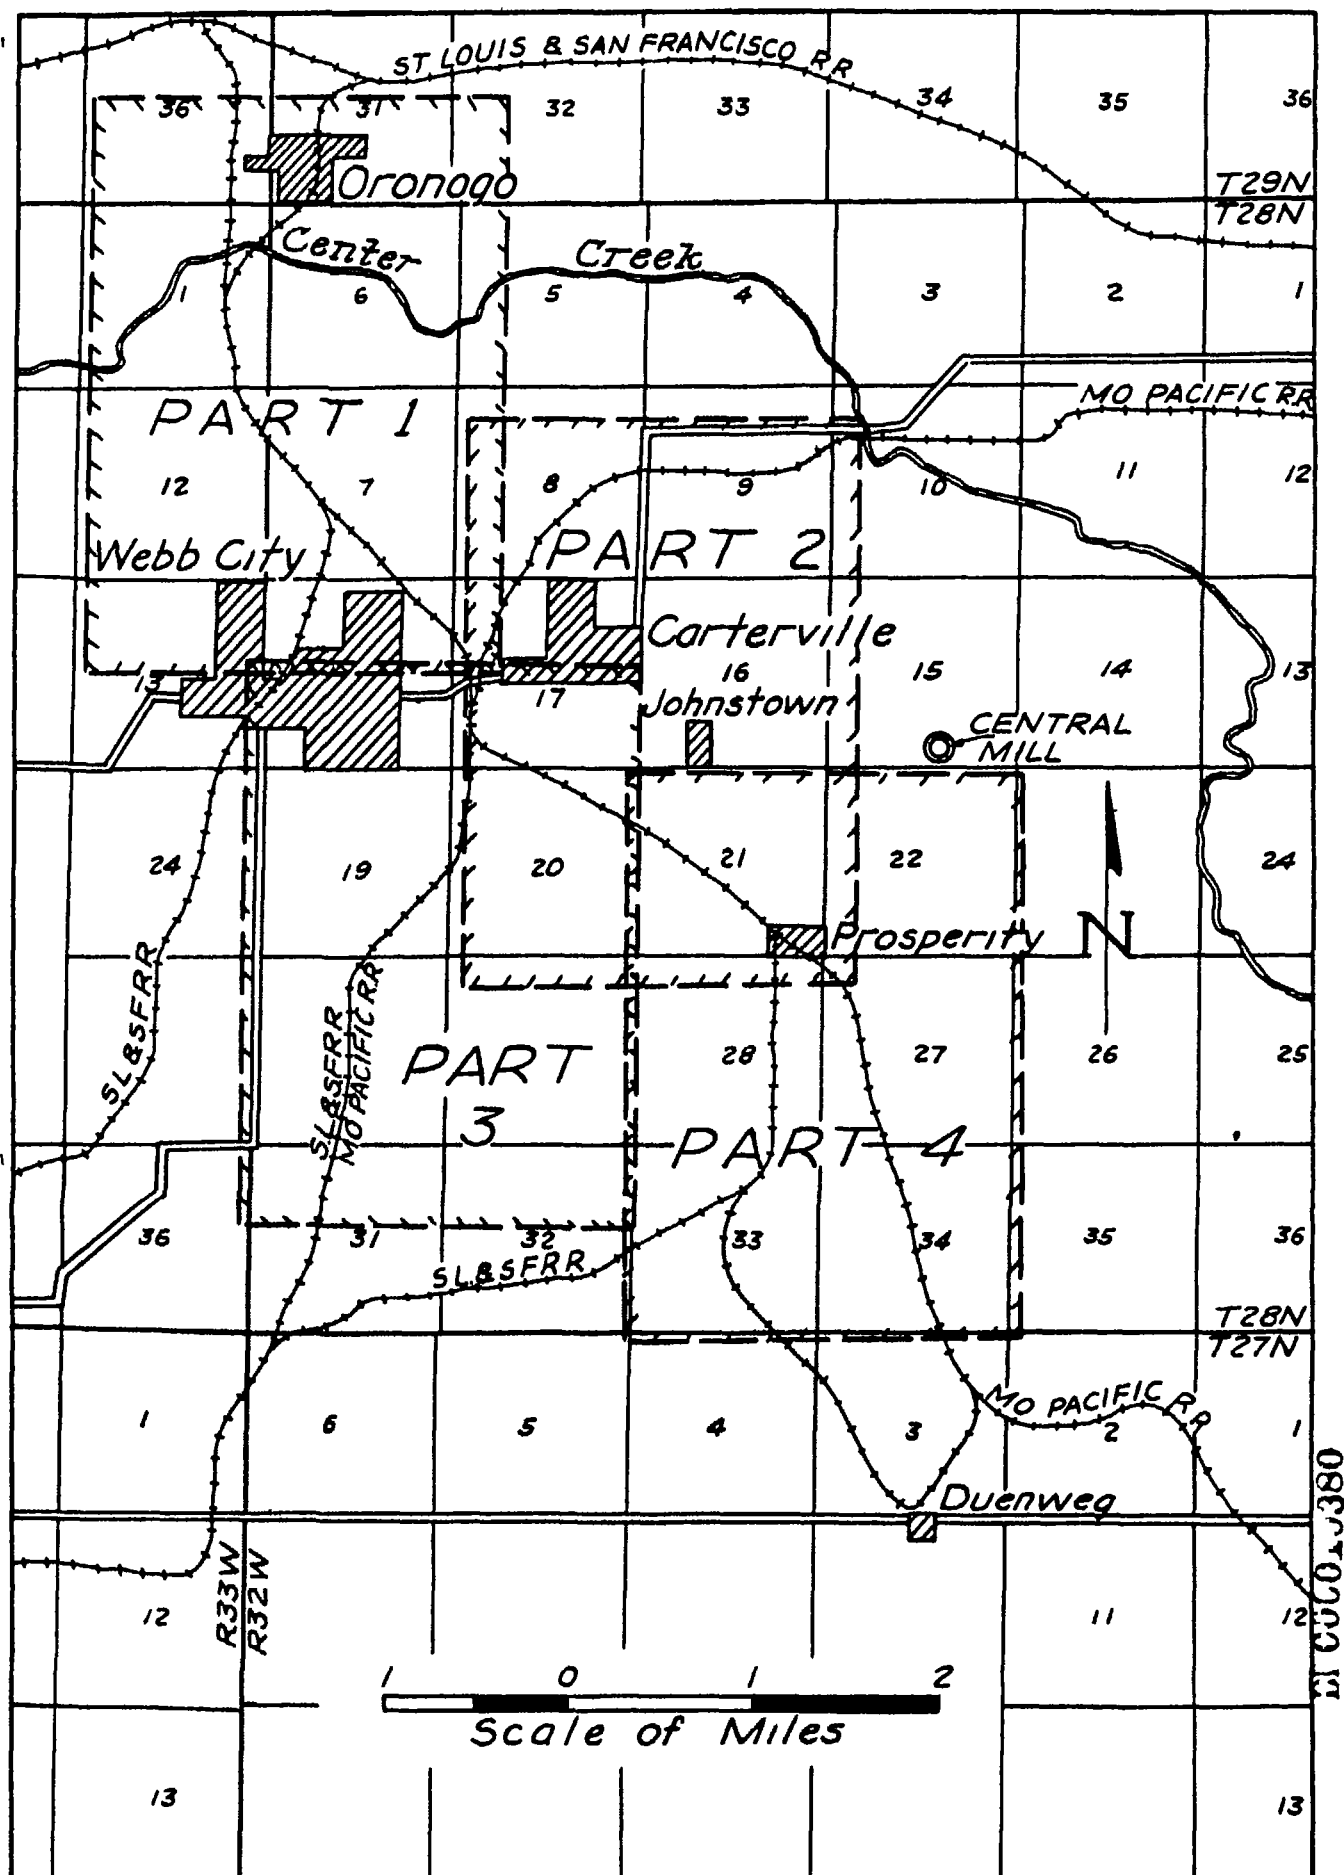 ST LOUIS & SAN FRANCISCO RR
36 31 32 33 34 35 36
Oronogo
T29N
T28N
Center Creek
1 6 5 4 3 2 1
MO PACIFIC RR
PART 1
12 7 8 9 10 11 12
Webb City
PART 2
Carterville
13 17 16 15 14 13
Johnstown
CENTRAL
MILL
24 19 20 21 22 24
Prosperity
N
SL&SFRR
SL&SFRR
MO PACIFIC RR
PART
3
28 27 26 25
PART 4
36 31 32 33 34 35 36
SL&SFRR
T28N
T27N
MO PACIFIC RR
1 6 5 4 3 2 1
Duenweg
R33W
R32W
12 11 12
1 0 1 2
Scale of Miles
13 13